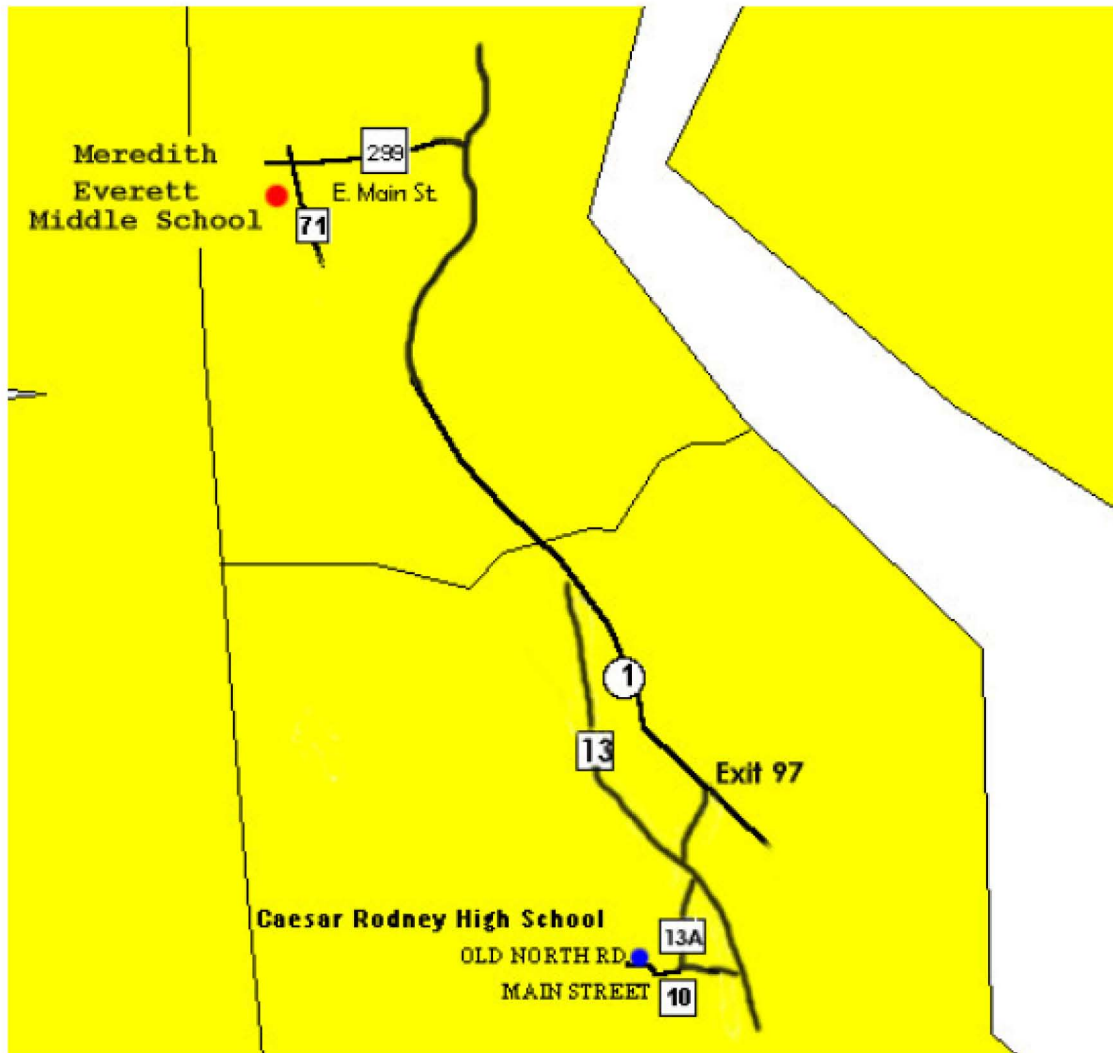 Meredith
299
Everett
E. Main St.
Middle School
71
1
13
Exit 97
Caesar Rodney High School
13A
OLD NORTH RD
MAIN STREET
10